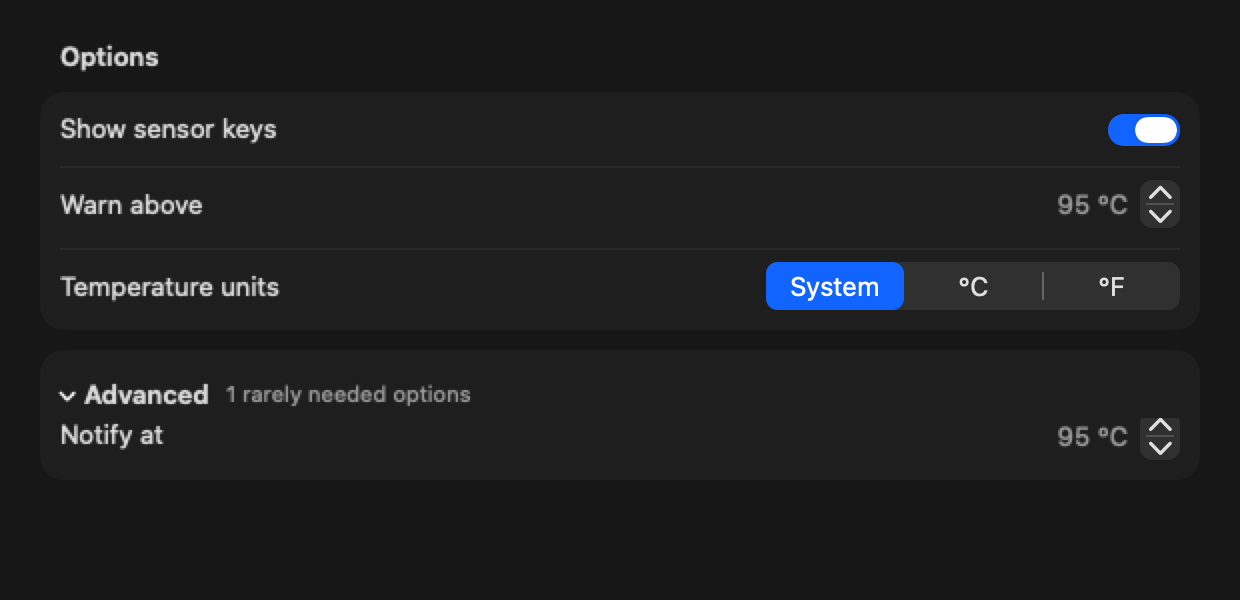 Options
Show sensor keys
Warn above 95 °C
Temperature units System °C °F
Advanced 1 rarely needed options
Notify at 95 °C